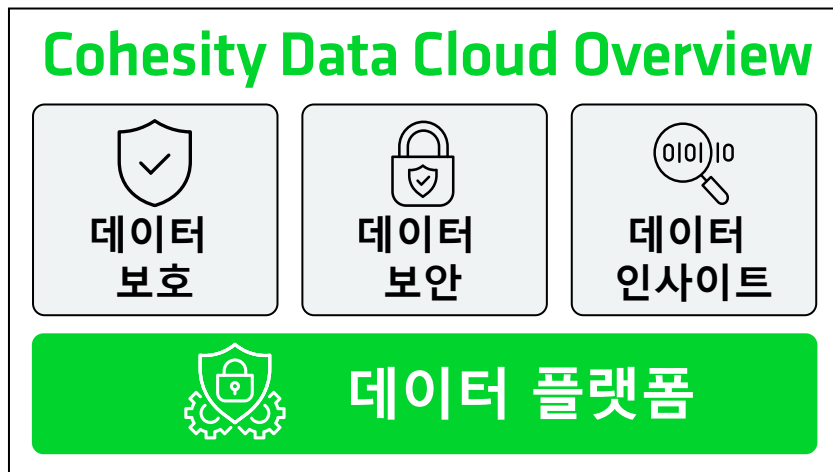 Cohesity Data Cloud Overview
데이터
보호
데이터
보안
0101 10
데이터
인사이트
데이터 플랫폼